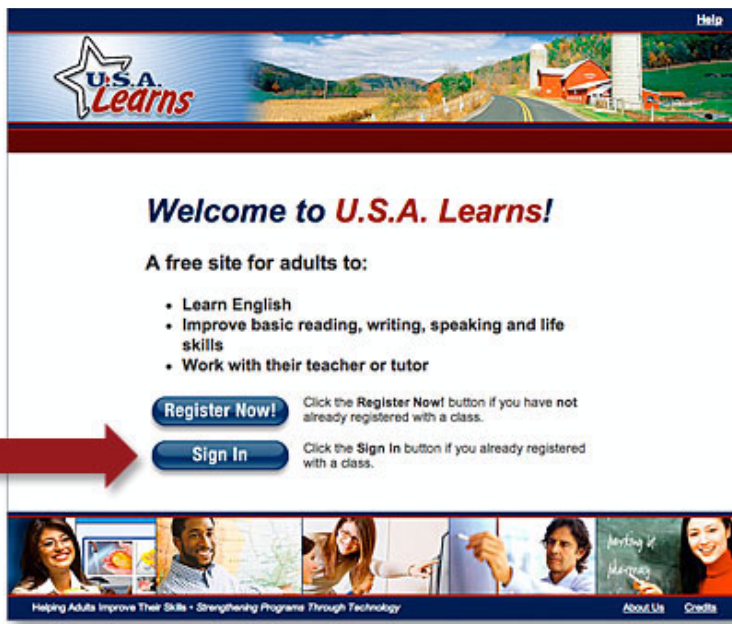 Help
U.S.A.
Learns
Welcome to U.S.A. Learns!
A free site for adults to:
• Learn English
• Improve basic reading, writing, speaking and life
skills
• Work with their teacher or tutor
Register Now!
Click the Register Now! button if you have not
already registered with a class.
Sign In
Click the Sign In button if you already registered
with a class.
Helping Adults Improve Their Skills • Strengthening Programs Through Technology
About Us
Credits